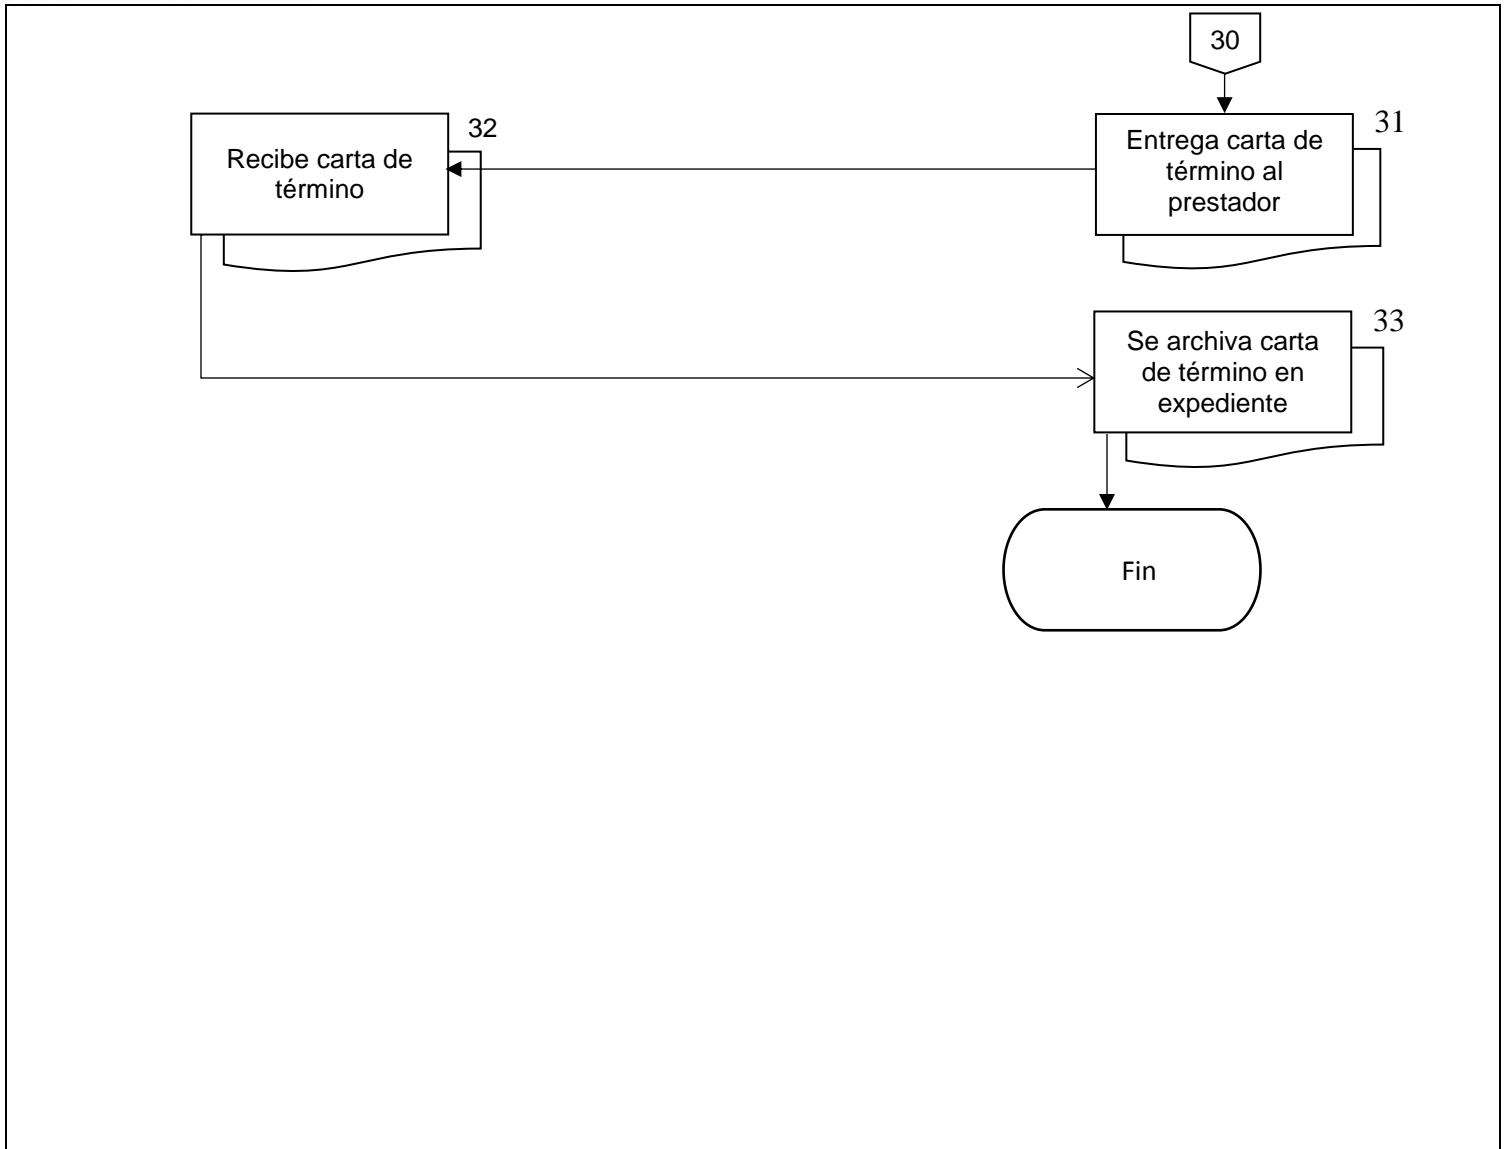 30
31
Entrega carta de
término al
prestador
32
Recibe carta de
término
33
Se archiva carta
de término en
expediente
Fin